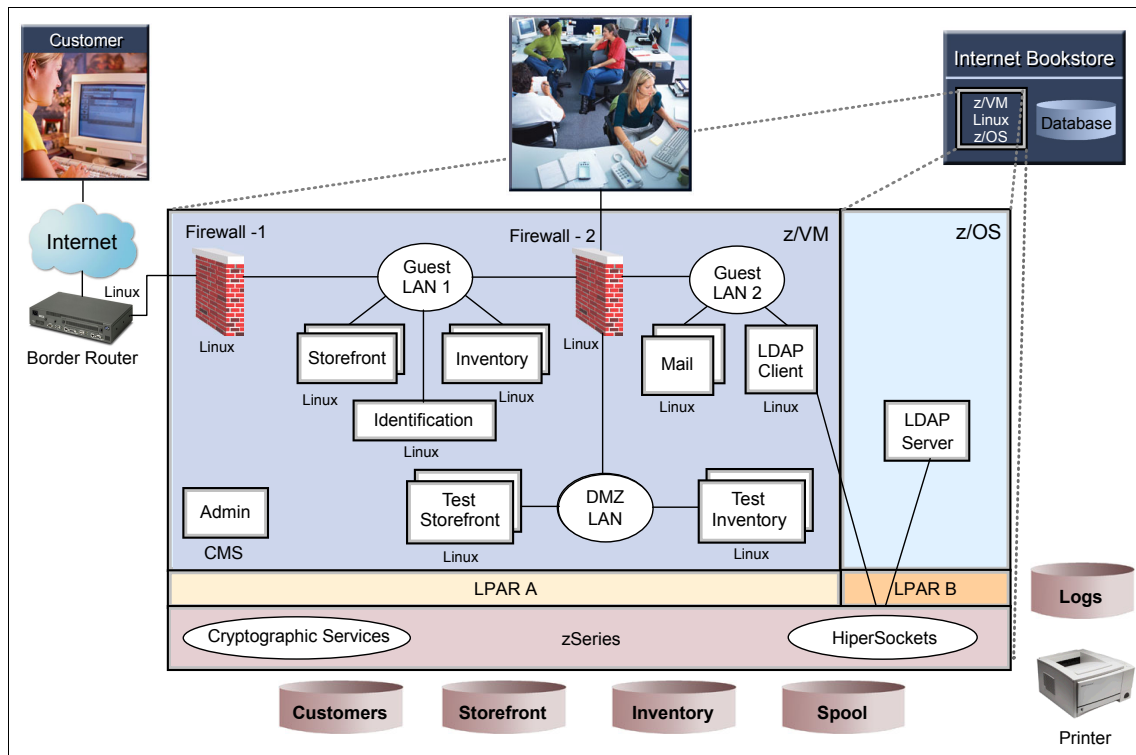 Customer
Internet Bookstore
z/VM
Linux
z/OS
Database
Internet
Linux
Border Router
Firewall -1
Firewall - 2
z/VM
z/OS
Linux
Guest
LAN 1
Linux
Guest
LAN 2
Storefront
Linux
Inventory
Linux
Identification
Linux
Mail
Linux
LDAP
Client
Linux
LDAP
Server
Admin
CMS
Test
Storefront
Linux
DMZ
LAN
Test
Inventory
Linux
LPAR A
LPAR B
Cryptographic Services
zSeries
HiperSockets
Logs
Customers
Storefront
Inventory
Spool
Printer